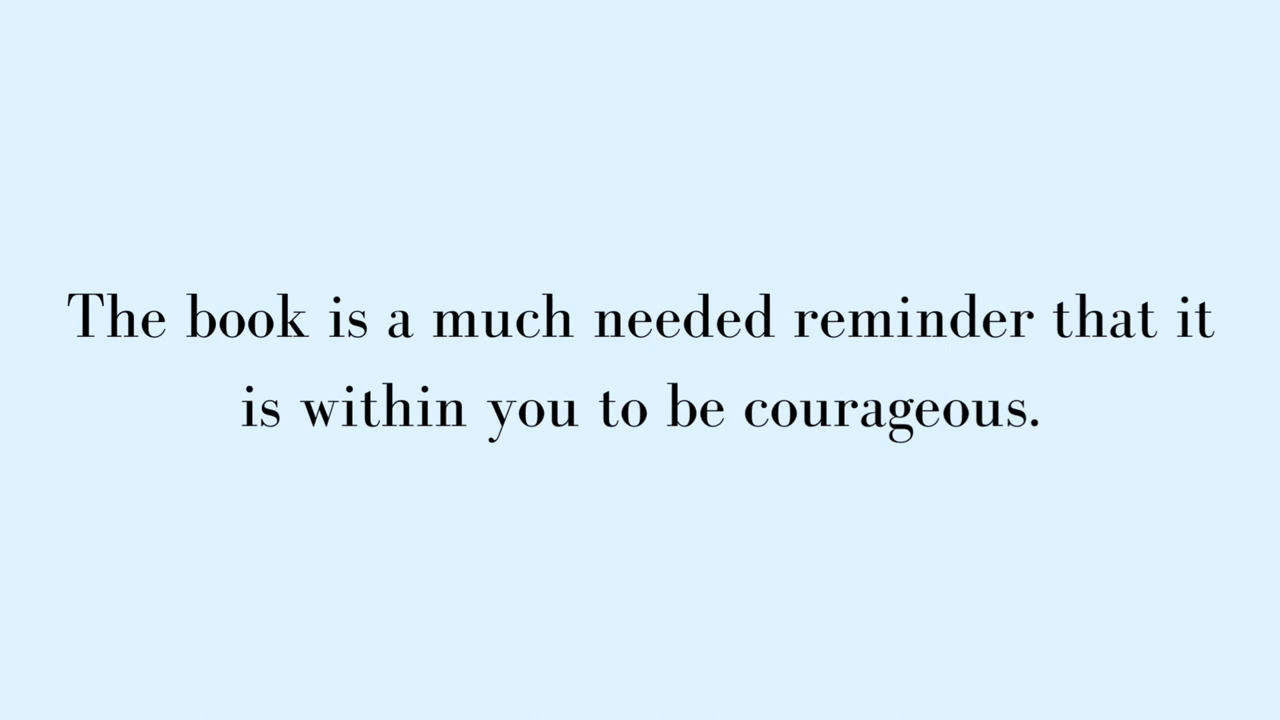 The book is a much needed reminder that it
is within you to be courageous.